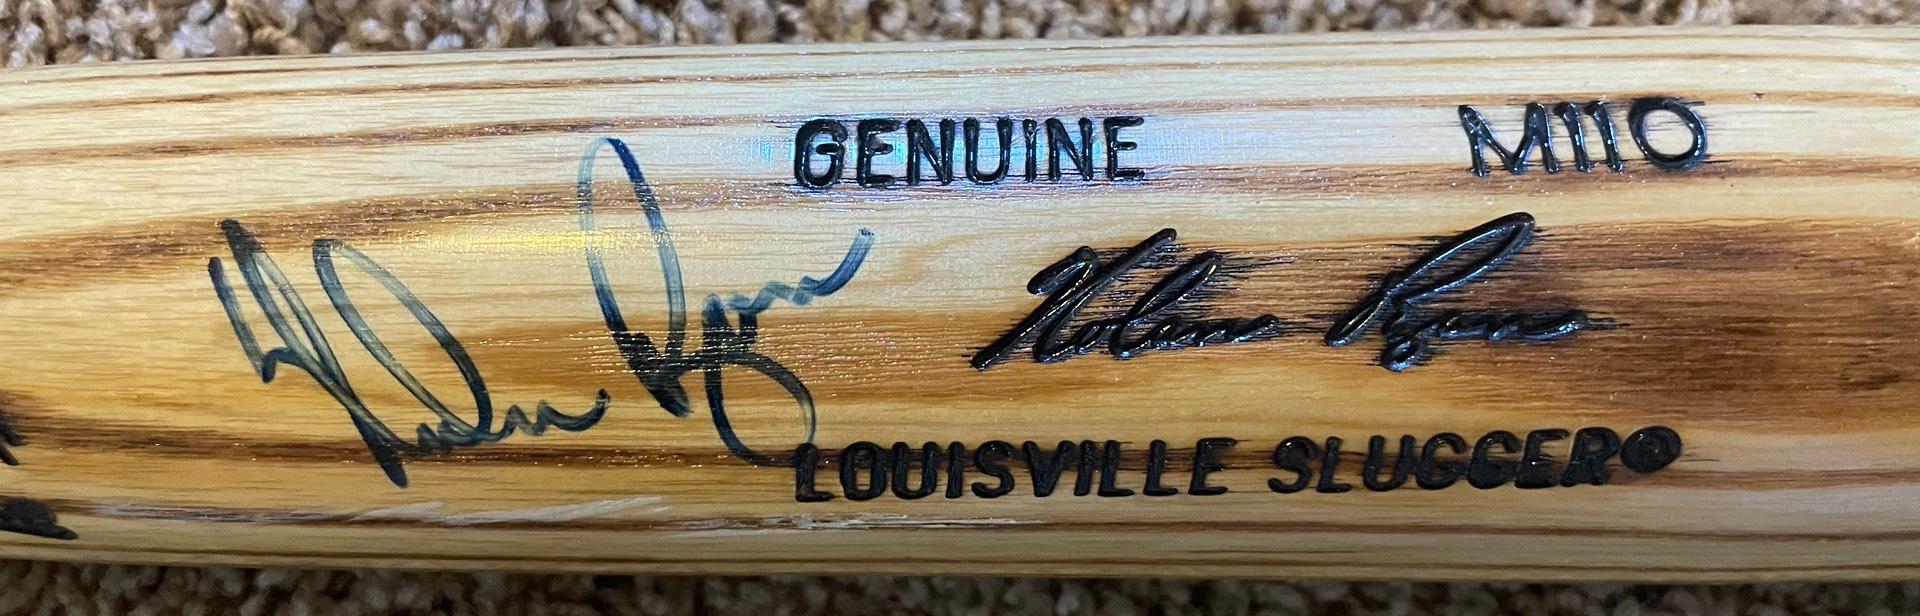 GENUINE M110
Nolan Ryan
Nolan Ryan
LOUISVILLE SLUGGER®